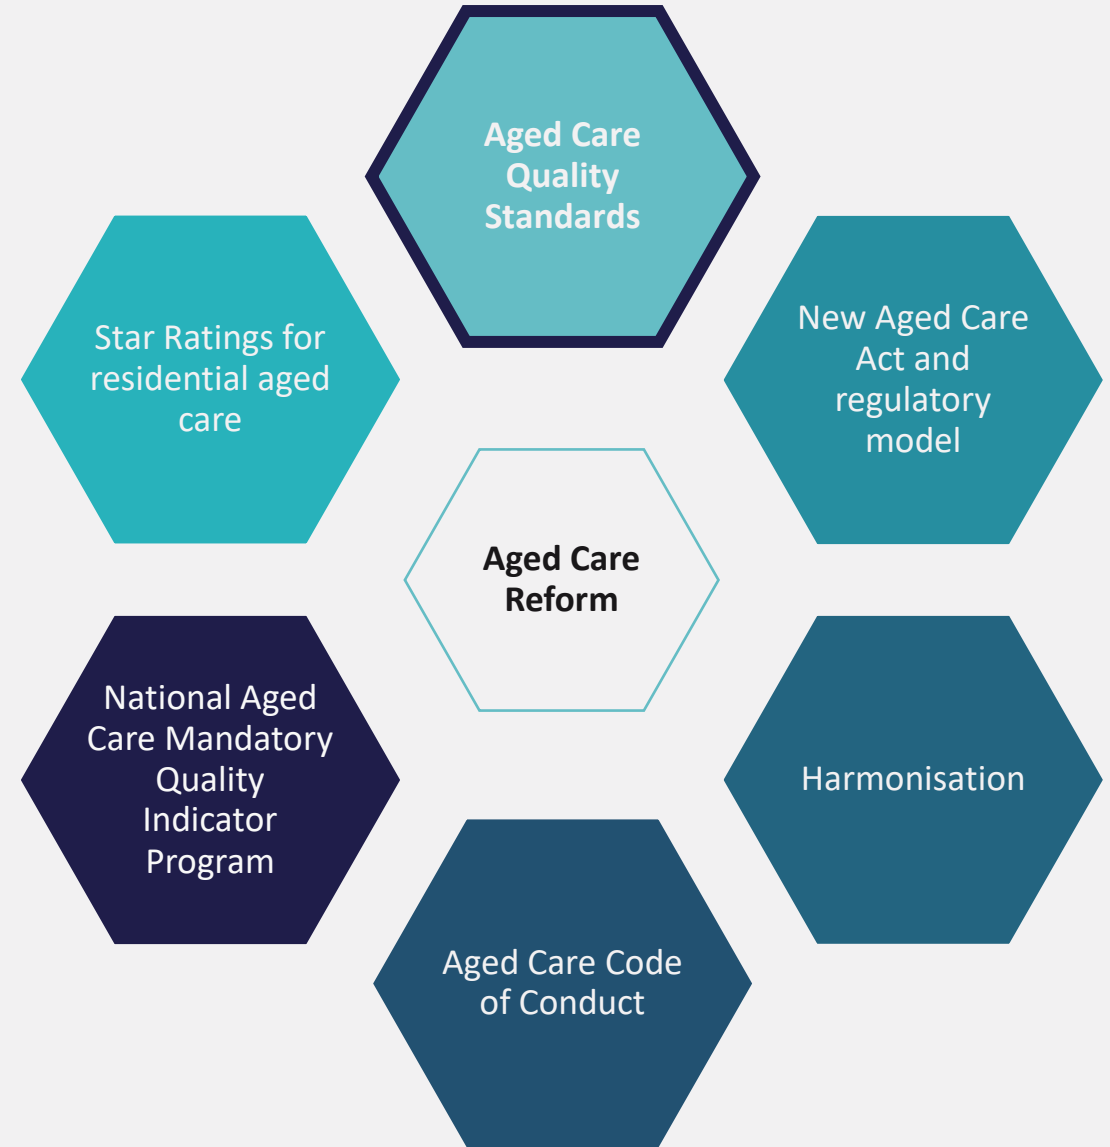 Aged Care
Quality
Standards
Star Ratings for
residential aged
care
New Aged Care
Act and
regulatory
model
Aged Care
Reform
National Aged
Care Mandatory
Quality
Indicator
Program
Harmonisation
Aged Care Code
of Conduct